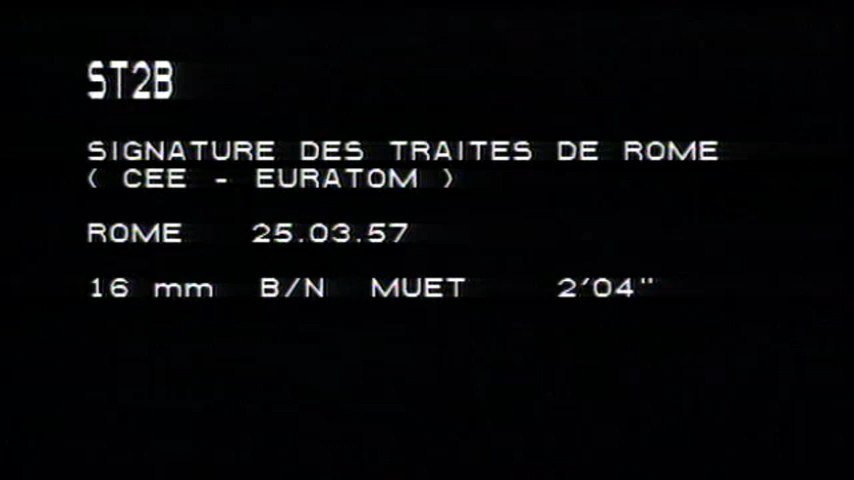 ST2B
SIGNATURE DES TRAITES DE ROME
( CEE - EURATOM )
ROME 25.03.57
16 mm B/N MUET 2'04"